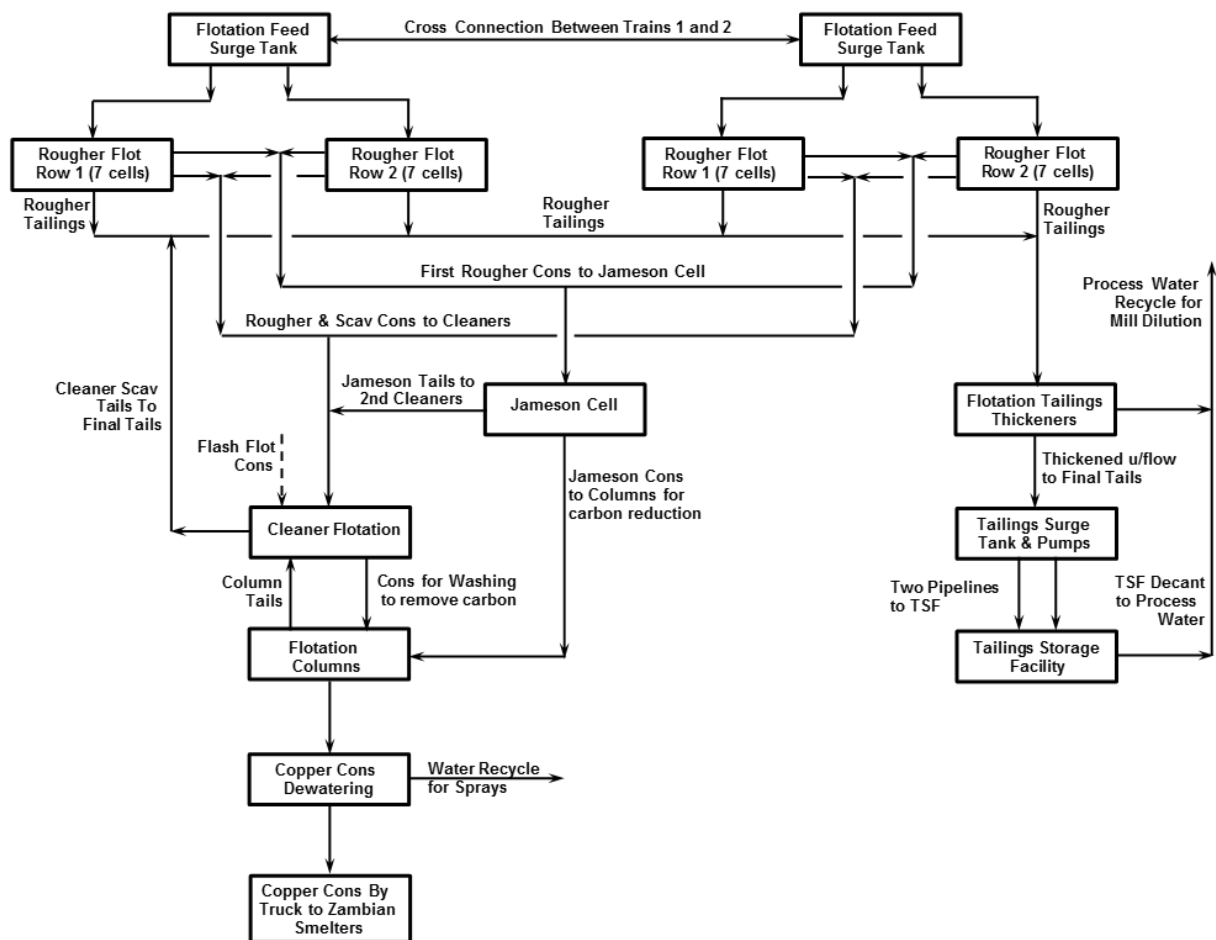 Flotation Feed
Surge Tank
Cross Connection Between Trains 1 and 2
Flotation Feed
Surge Tank
Rougher Flot
Row 1 (7 cells)
Rougher Flot
Row 2 (7 cells)
Rougher Flot
Row 1 (7 cells)
Rougher Flot
Row 2 (7 cells)
Rougher
Tailings
Rougher
Tailings
Rougher
Tailings
First Rougher Cons to Jameson Cell
Process Water
Recycle for
Mill Dilution
Rougher & Scav Cons to Cleaners
Cleaner Scav
Tails To
Final Tails
Jameson Tails to
2nd Cleaners
Jameson Cell
Flotation Tailings
Thickeners
Flash Flot
Cons
Jameson Cons
to Columns for
carbon reduction
Thickened u/flow
to Final Tails
Cleaner Flotation
Tailings Surge
Tank & Pumps
Column
Tails
Cons for Washing
to remove carbon
Two Pipelines
to TSF
TSF Decant
to Process
Water
Flotation
Columns
Tailings Storage
Facility
Copper Cons
Dewatering
Water Recycle
for Sprays
Copper Cons By
Truck to Zambian
Smelters